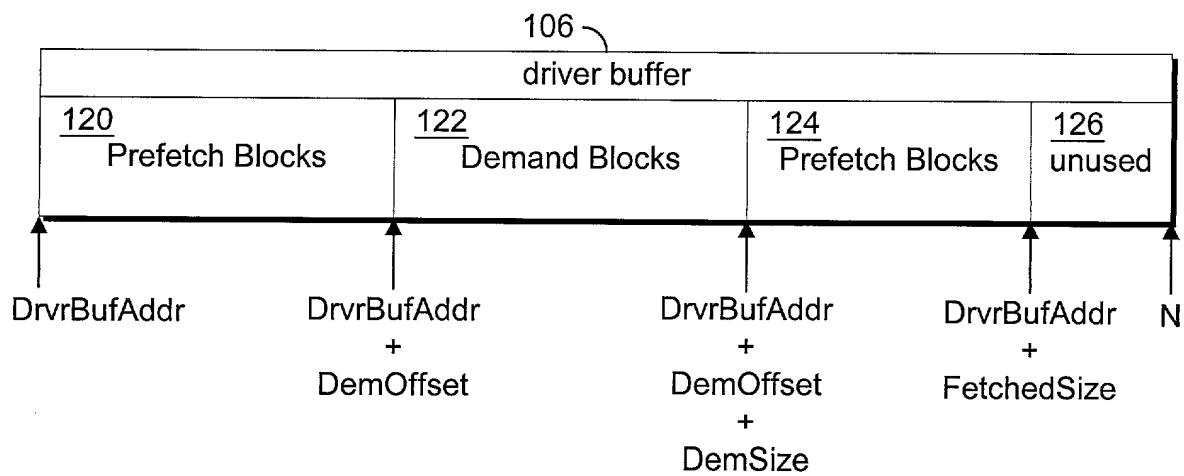 106
driver buffer
120
Prefetch Blocks
122
Demand Blocks
124
Prefetch Blocks
126
unused
DrvrBufAddr
DrvrBufAddr
+
DemOffset
DrvrBufAddr
+
DemOffset
+
DemSize
DrvrBufAddr
+
FetchedSize
N